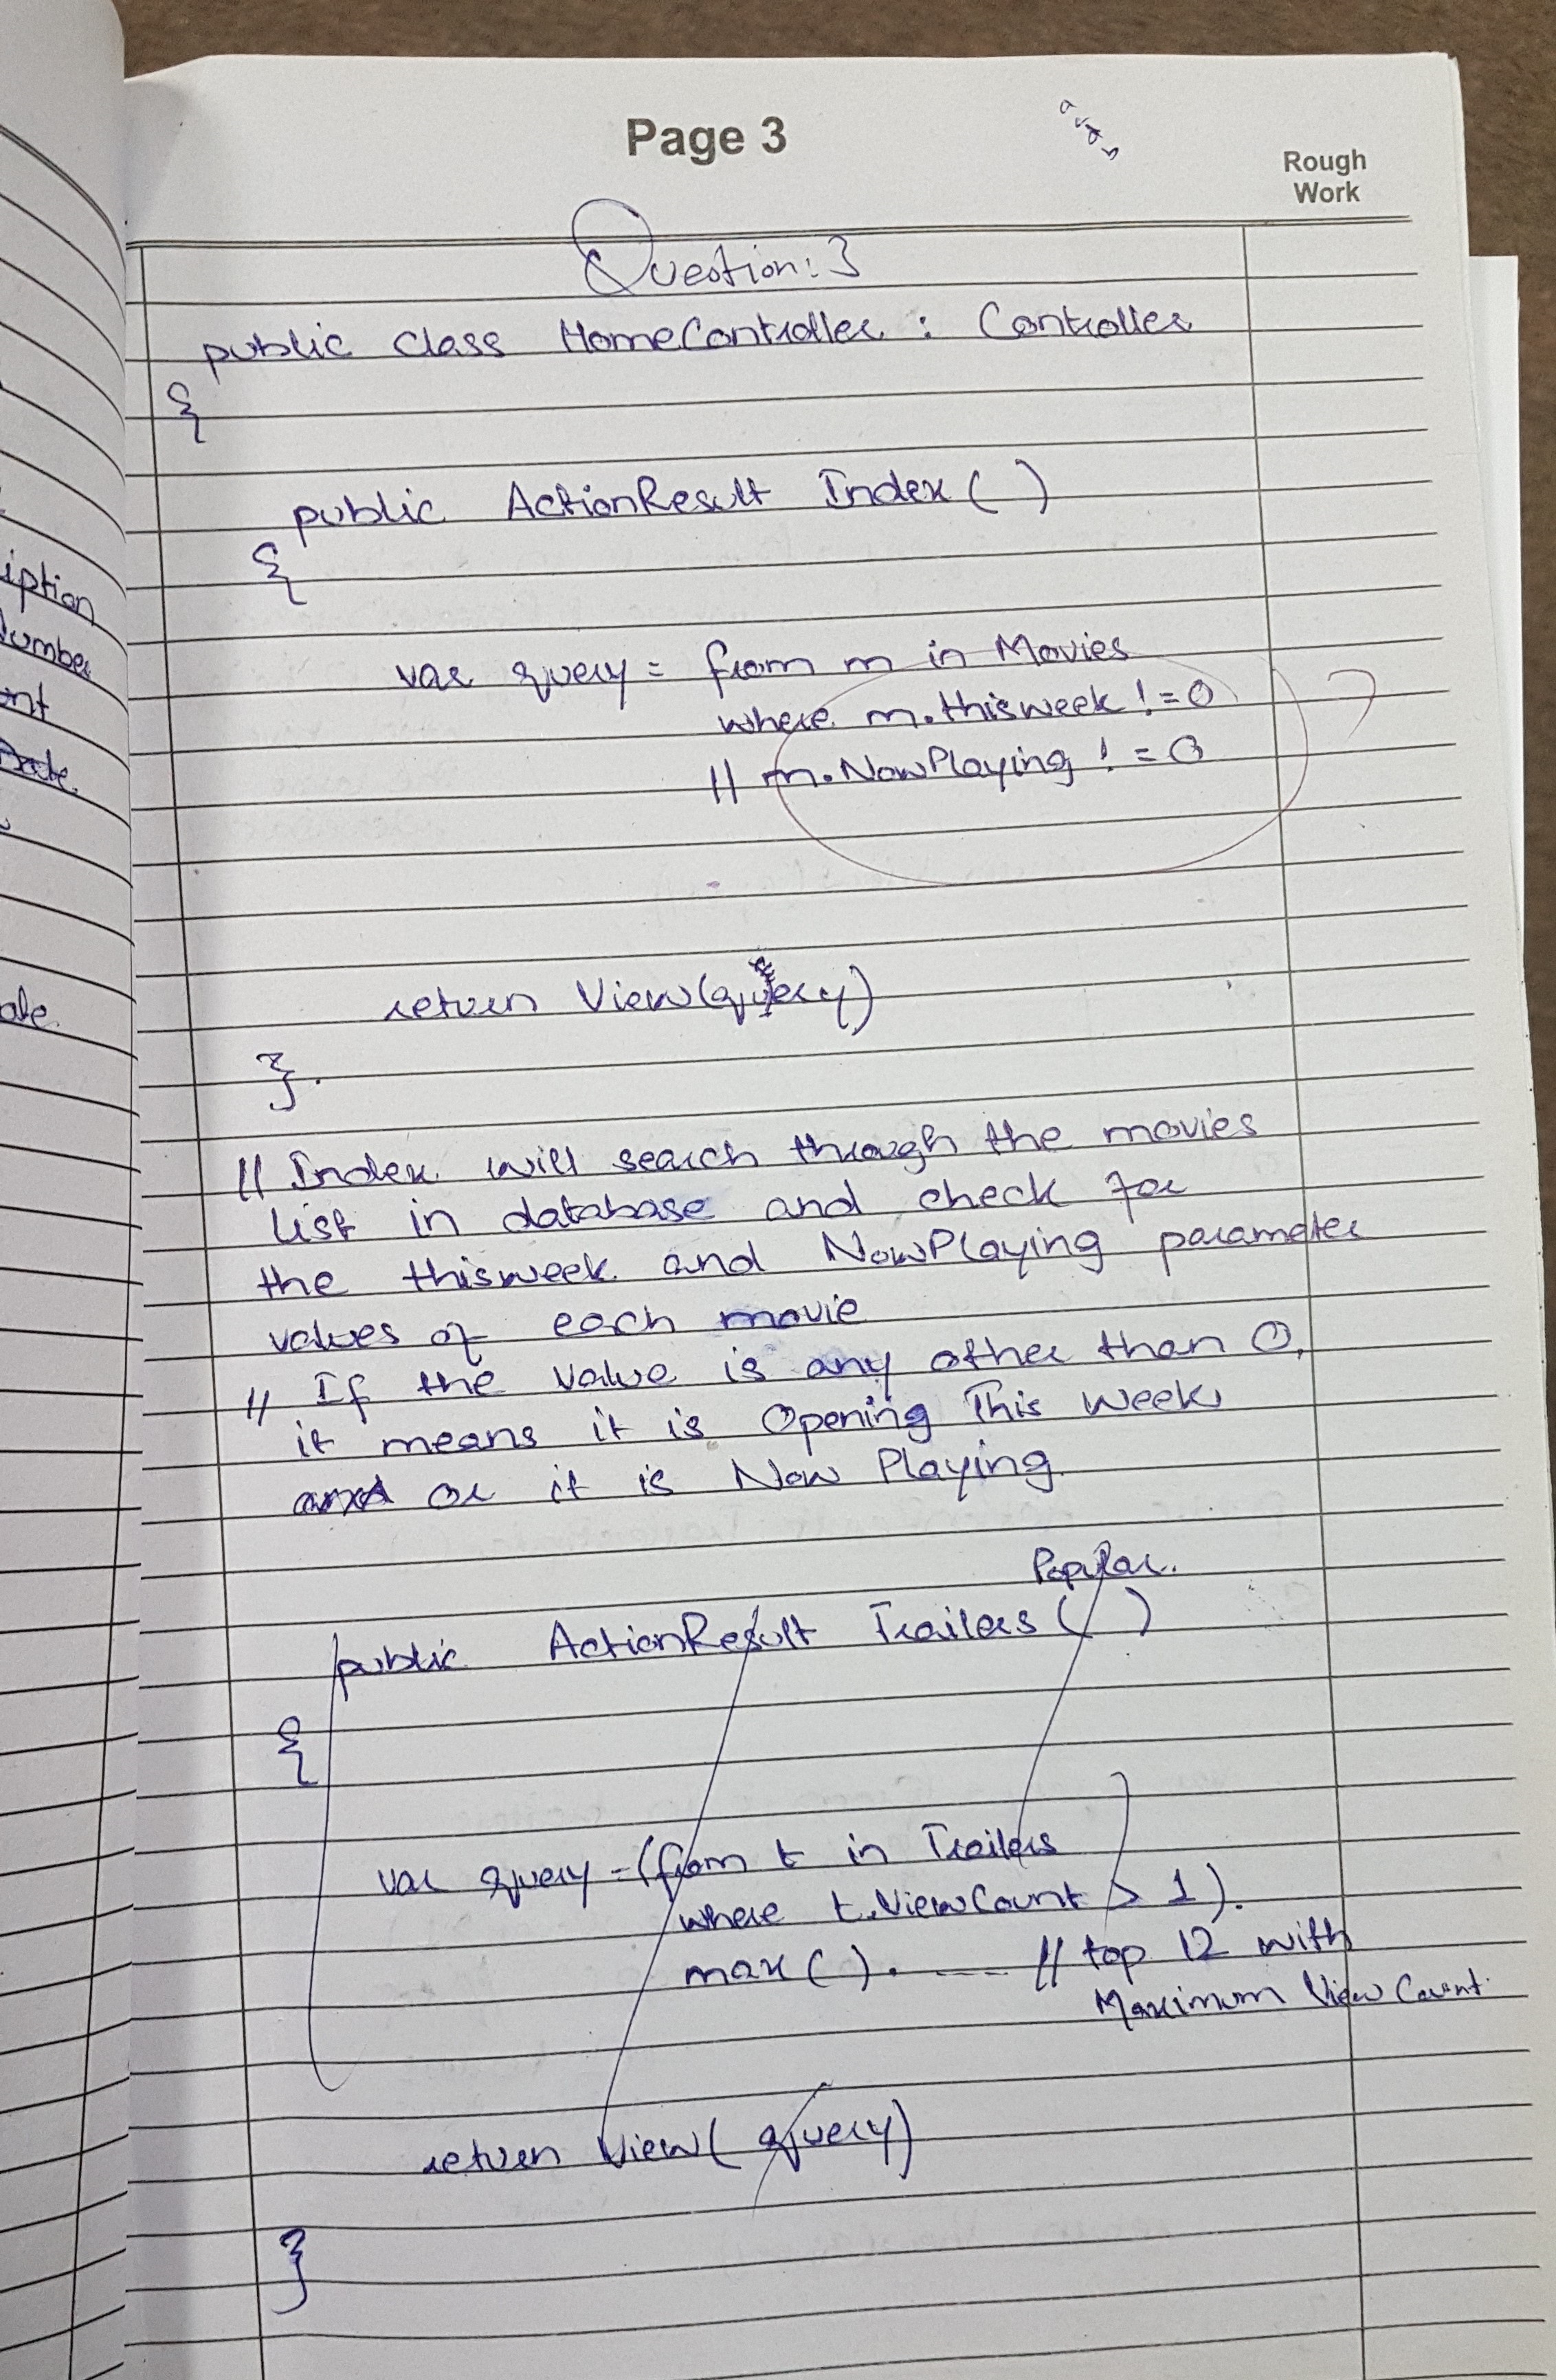 Page 3
Rough
Work
Question: 3
public class HomeController : Controller
{
public ActionResult Index ( )
{
var query = from m in Movies
where m.thisweek != 0
|| m.NowPlaying != 0
return View(query)
}.
// Index will search through the movies
list in database and check for
the thisweek and NowPlaying parameter
values of each movie
// If the value is any other than 0,
it means it is Opening This Week
and or it is Now Playing
Popular.
public ActionResult Trailers ( )
{
var query = (from t in Trailers
where t.ViewCount > 1).
max ( ). // top 12 with
Maximum View Count.
return View( query)
}
iption
Number
Date.